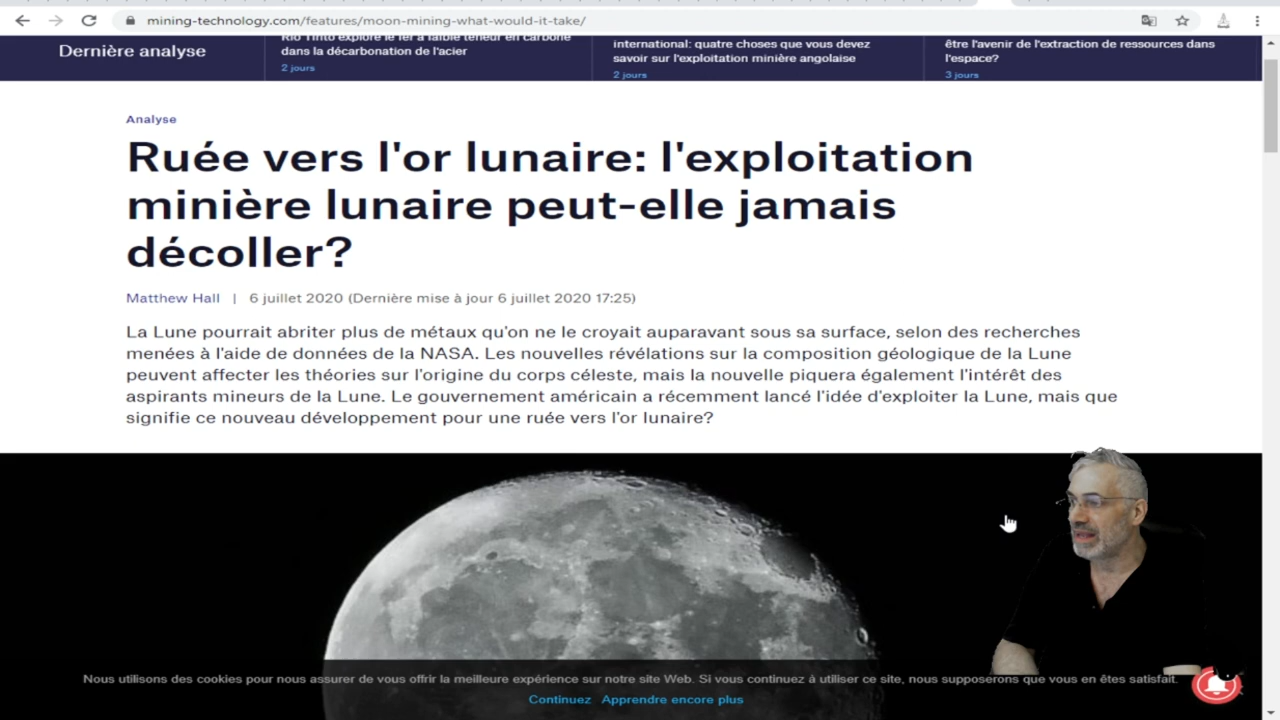 mining-technology.com/features/moon-mining-what-would-it-take/
Dernière analyse
Rio Tinto explore le fer à faible teneur en carbone
dans la décarbonation de l'acier
2 jours
international: quatre choses que vous devez
savoir sur l'exploitation minière angolaise
2 jours
être l'avenir de l'extraction de ressources dans
l'espace?
3 jours
Analyse
Ruée vers l'or lunaire: l'exploitation
minière lunaire peut-elle jamais
décoller?
Matthew Hall | 6 juillet 2020 (Dernière mise à jour 6 juillet 2020 17:25)
La Lune pourrait abriter plus de métaux qu'on ne le croyait auparavant sous sa surface, selon des recherches
menées à l'aide de données de la NASA. Les nouvelles révélations sur la composition géologique de la Lune
peuvent affecter les théories sur l'origine du corps céleste, mais la nouvelle piquera également l'intérêt des
aspirants mineurs de la Lune. Le gouvernement américain a récemment lancé l'idée d'exploiter la Lune, mais que
signifie ce nouveau développement pour une ruée vers l'or lunaire?
Nous utilisons des cookies pour nous assurer de vous offrir la meilleure expérience sur notre site Web. Si vous continuez à utiliser ce site, nous supposerons que vous en êtes satisfait.
Continuez Apprendre encore plus